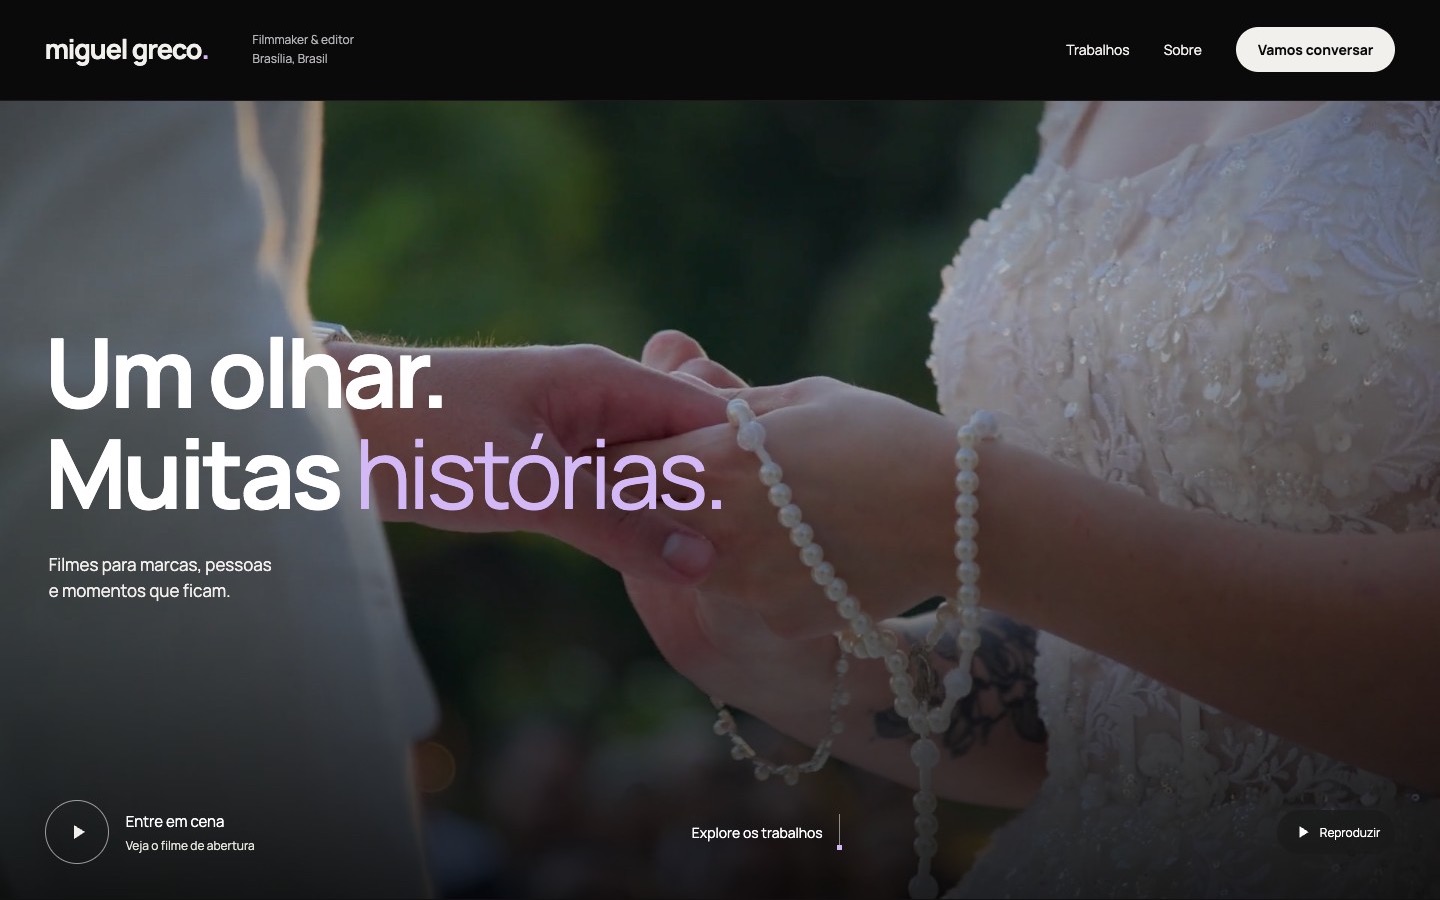 miguel greco.
Filmmaker & editor
Brasília, Brasil
Trabalhos
Sobre
Vamos conversar
Um olhar.
Muitas histórias.
Filmes para marcas, pessoas
e momentos que ficam.
Entre em cena
Veja o filme de abertura
Explore os trabalhos
Reproduzir